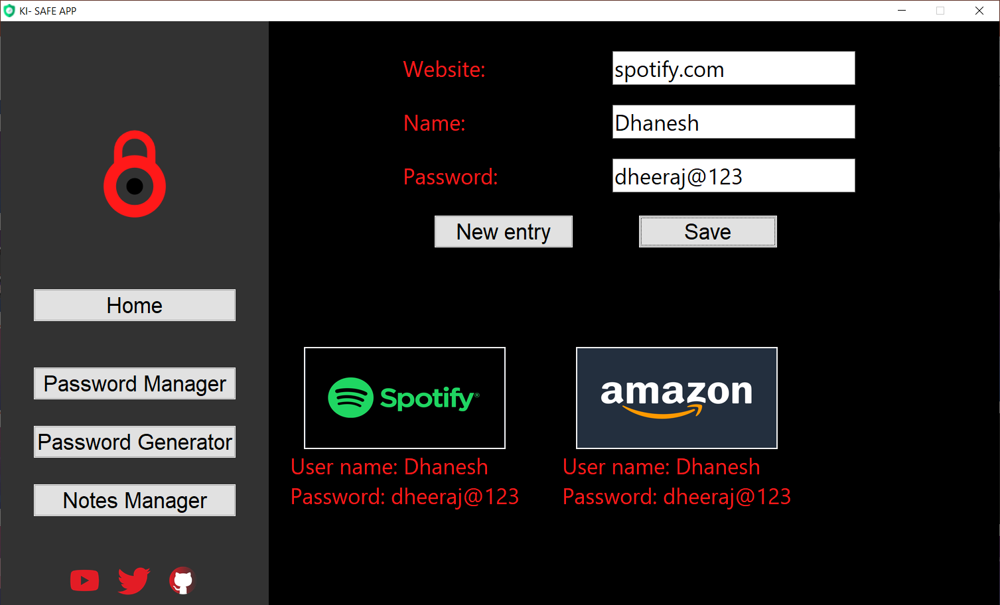 KI- SAFE APP
Website:
spotify.com
Name:
Dhanesh
Password:
dheeraj@123
New entry
Save
Home
Password Manager
Password Generator
Notes Manager
Spotify®
amazon
User name: Dhanesh
Password: dheeraj@123
User name: Dhanesh
Password: dheeraj@123